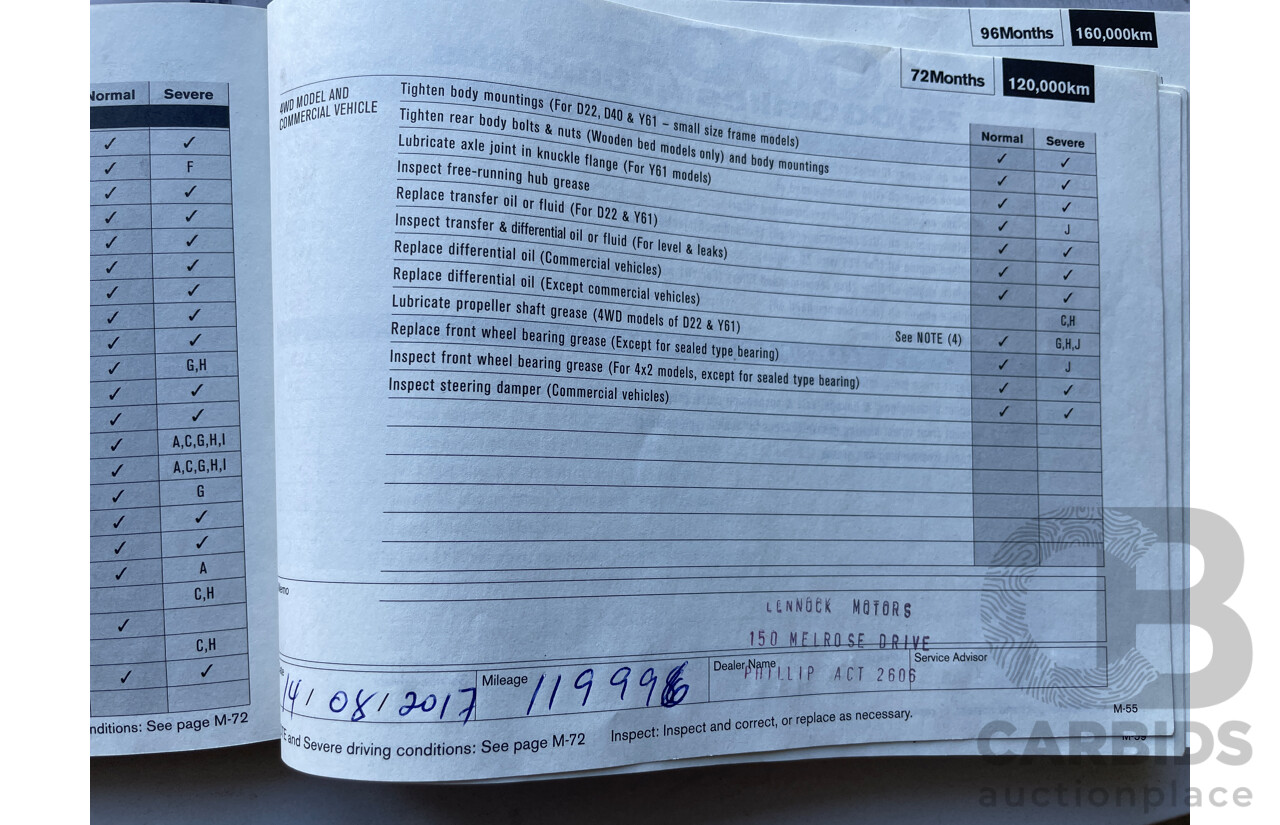 96Months 160,000km
72Months 120,000km
Normal Severe
✓ ✓
✓ F
✓ ✓
✓ ✓
✓ ✓
✓ ✓
✓ ✓
✓ ✓
✓ ✓
✓ G,H
✓ ✓
✓ ✓
✓ A,C,G,H,I
✓ A,C,G,H,I
✓ G
✓ ✓
✓ ✓
✓ A
C,H
✓
C,H
✓ ✓
nditions: See page M-72
4WD MODEL AND
COMMERCIAL VEHICLE
Normal Severe
Tighten body mountings (For D22, D40 & Y61 – small size frame models) ✓ ✓
Tighten rear body bolts & nuts (Wooden bed models only) and body mountings ✓ ✓
Lubricate axle joint in knuckle flange (For Y61 models) ✓ ✓
Inspect free-running hub grease ✓ J
Replace transfer oil or fluid (For D22 & Y61) ✓ ✓
Inspect transfer & differential oil or fluid (For level & leaks) ✓ ✓
Replace differential oil (Commercial vehicles) ✓ ✓
Replace differential oil (Except commercial vehicles) C,H
Lubricate propeller shaft grease (4WD models of D22 & Y61) See NOTE (4) ✓ G,H,J
Replace front wheel bearing grease (Except for sealed type bearing) ✓ J
Inspect front wheel bearing grease (For 4x2 models, except for sealed type bearing) ✓ ✓
Inspect steering damper (Commercial vehicles) ✓ ✓
emo
LENNOCK MOTORS
150 MELROSE DRIVE
PHILLIP ACT 2606
14/08/2017 Mileage 119996 Dealer Name Service Advisor
M-55
and Severe driving conditions: See page M-72 Inspect: Inspect and correct, or replace as necessary.
M-59
CARBIDS
auctionplace